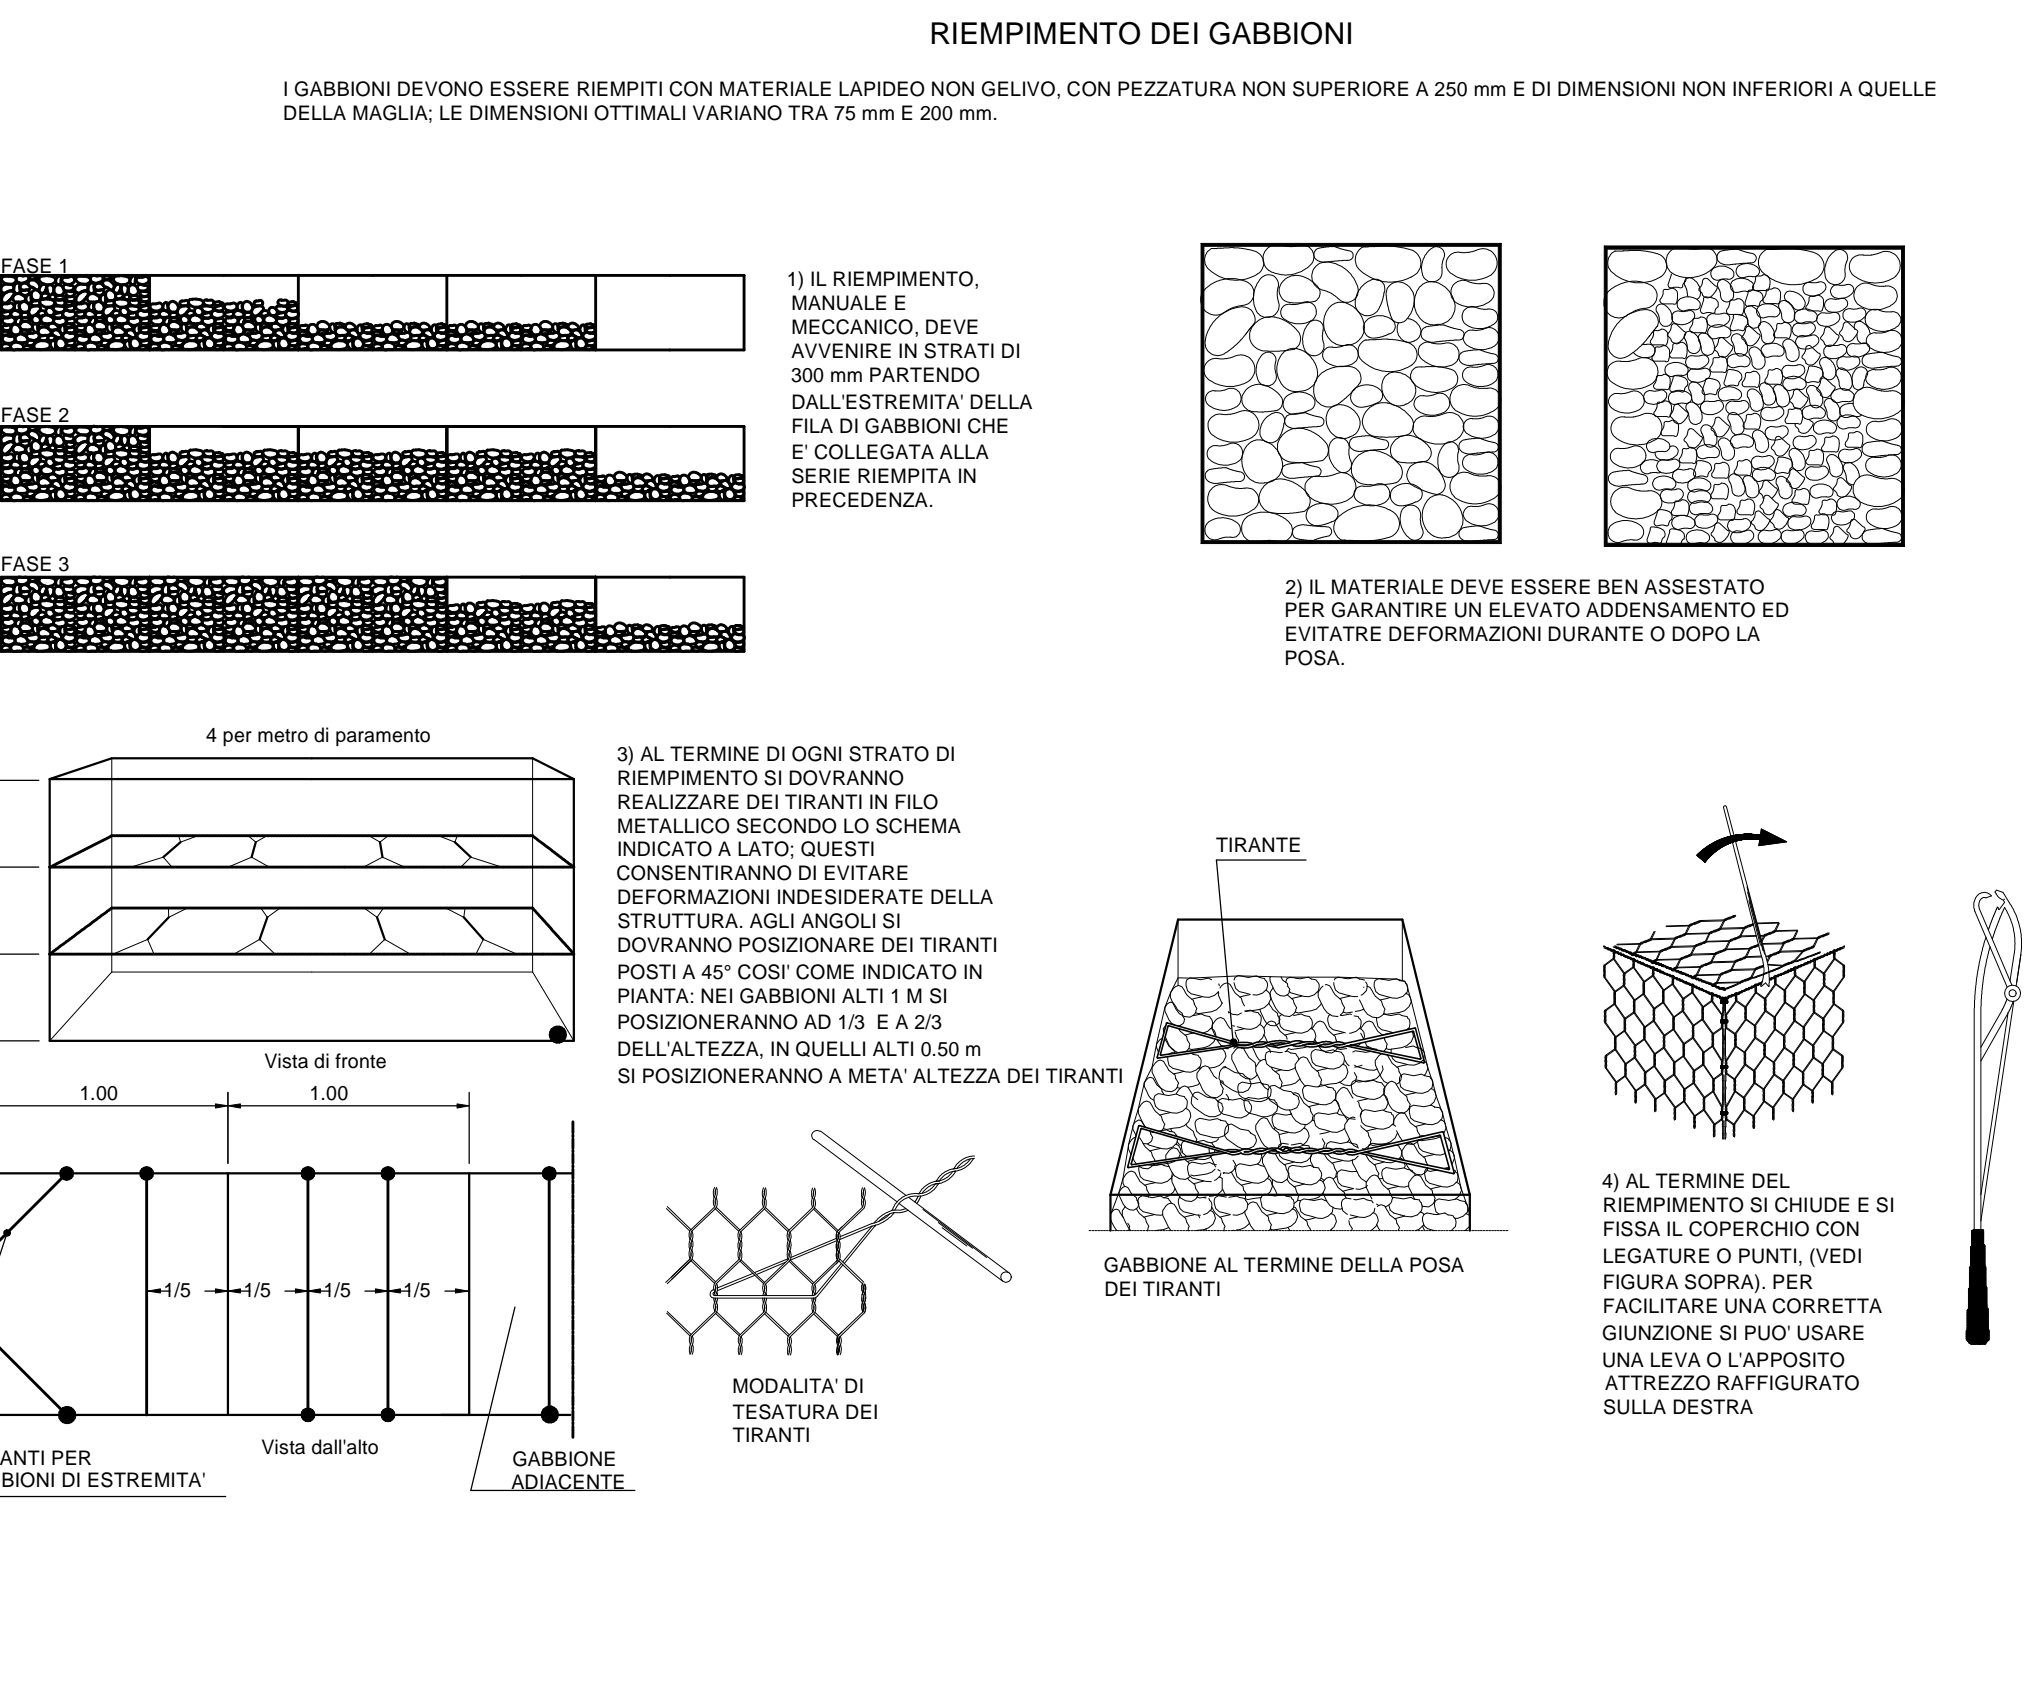 RIEMPIMENTO DEI GABBIONI
I GABBIONI DEVONO ESSERE RIEMPITI CON MATERIALE LAPIDEO NON GELIVO, CON PEZZATURA NON SUPERIORE A 250 mm E DI DIMENSIONI NON INFERIORI A QUELLE
DELLA MAGLIA; LE DIMENSIONI OTTIMALI VARIANO TRA 75 mm E 200 mm.
FASE 1
FASE 2
FASE 3
1) IL RIEMPIMENTO,
MANUALE E
MECCANICO, DEVE
AVVENIRE IN STRATI DI
300 mm PARTENDO
DALL'ESTREMITA' DELLA
FILA DI GABBIONI CHE
E' COLLEGATA ALLA
SERIE RIEMPITA IN
PRECEDENZA.
2) IL MATERIALE DEVE ESSERE BEN ASSESTATO
PER GARANTIRE UN ELEVATO ADDENSAMENTO ED
EVITATRE DEFORMAZIONI DURANTE O DOPO LA
POSA.
4 per metro di paramento
Vista di fronte
3) AL TERMINE DI OGNI STRATO DI
RIEMPIMENTO SI DOVRANNO
REALIZZARE DEI TIRANTI IN FILO
METALLICO SECONDO LO SCHEMA
INDICATO A LATO; QUESTI
CONSENTIRANNO DI EVITARE
DEFORMAZIONI INDESIDERATE DELLA
STRUTTURA. AGLI ANGOLI SI
DOVRANNO POSIZIONARE DEI TIRANTI
POSTI A 45° COSI' COME INDICATO IN
PIANTA: NEI GABBIONI ALTI 1 M SI
POSIZIONERANNO AD 1/3 E A 2/3
DELL'ALTEZZA, IN QUELLI ALTI 0.50 m
SI POSIZIONERANNO A META' ALTEZZA DEI TIRANTI
1.00 1.00
1/5 1/5 1/5 1/5
Vista dall'alto
ANTI PER
BIONI DI ESTREMITA'
GABBIONE
ADIACENTE
MODALITA' DI
TESATURA DEI
TIRANTI
TIRANTE
GABBIONE AL TERMINE DELLA POSA
DEI TIRANTI
4) AL TERMINE DEL
RIEMPIMENTO SI CHIUDE E SI
FISSA IL COPERCHIO CON
LEGATURE O PUNTI, (VEDI
FIGURA SOPRA). PER
FACILITARE UNA CORRETTA
GIUNZIONE SI PUO' USARE
UNA LEVA O L'APPOSITO
ATTREZZO RAFFIGURATO
SULLA DESTRA